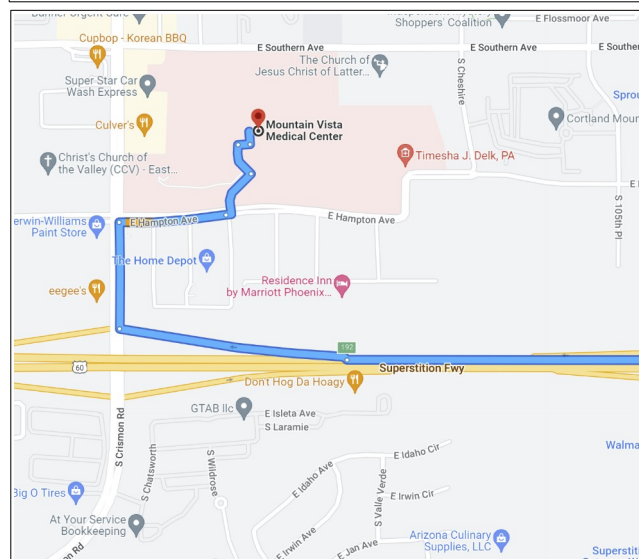 E Flossmoor Ave
Shoppers' Coalition
Cupbop - Korean BBQ
E Southern Ave
E Southern Ave
E Southern
The Church of
Jesus Christ of Latter...
Super Star Car
Wash Express
S Cheshire
Sprou
Culver's
Mountain Vista
Medical Center
Cortland Moun
Timesha J. Delk, PA
Christ's Church of
the Valley (CCV) - East...
E Hampton Ave
E Hampton Ave
S 105th Pl
erwin-Williams
Paint Store
The Home Depot
eegee's
Residence Inn
by Marriott Phoenix...
192
60
Superstition Fwy
Don't Hog Da Hoagy
S Crismon Rd
GTAB llc
E Isleta Ave
S Laramie
S Chatsworth
S Wildrose
E Idaho Ave
E Idaho Cir
S Valle Verde
Walma
Big O Tires
E Irwin Cir
At Your Service
Bookkeeping
E Irwin Ave
E Jan Ave
Arizona Culinary
Supplies, LLC
Superst
on Rd